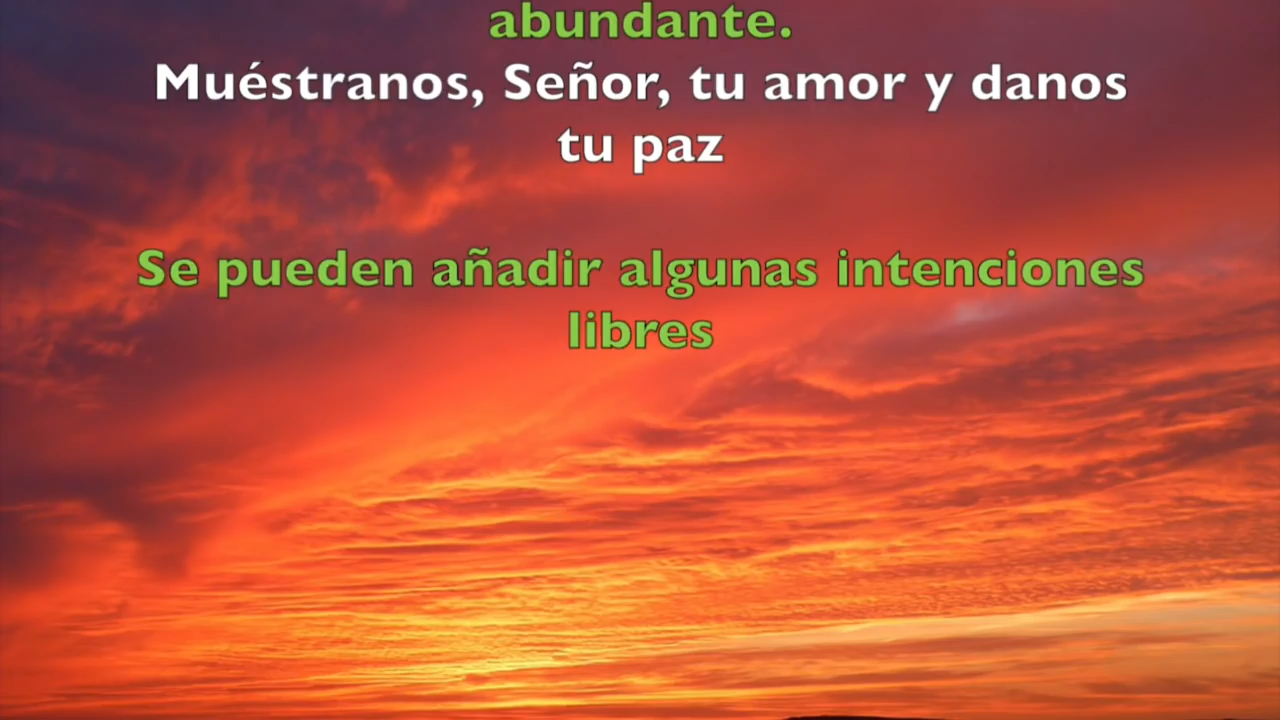 abundante.
Muéstranos, Señor, tu amor y danos
tu paz
Se pueden añadir algunas intenciones
libres